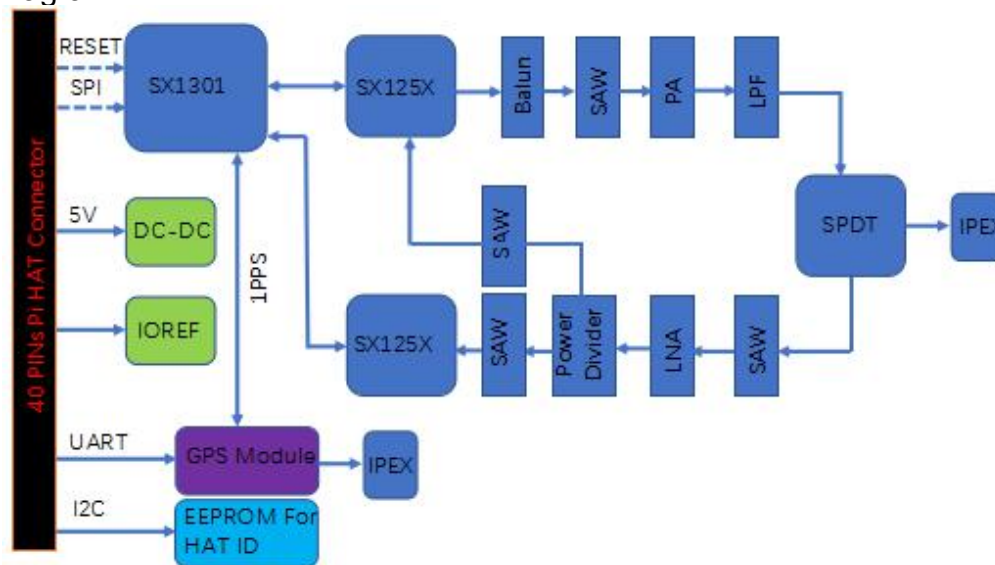 RESET
SPI
SX1301
SX125X
Balun
SAW
PA
LPF
40 PINs Pi HAT Connector
5V
DC-DC
1PPS
SAW
SPDT
IPEX
IOREF
SX125X
SAW
Power
Divider
LNA
SAW
UART
GPS Module
IPEX
I2C
EEPROM For
HAT ID